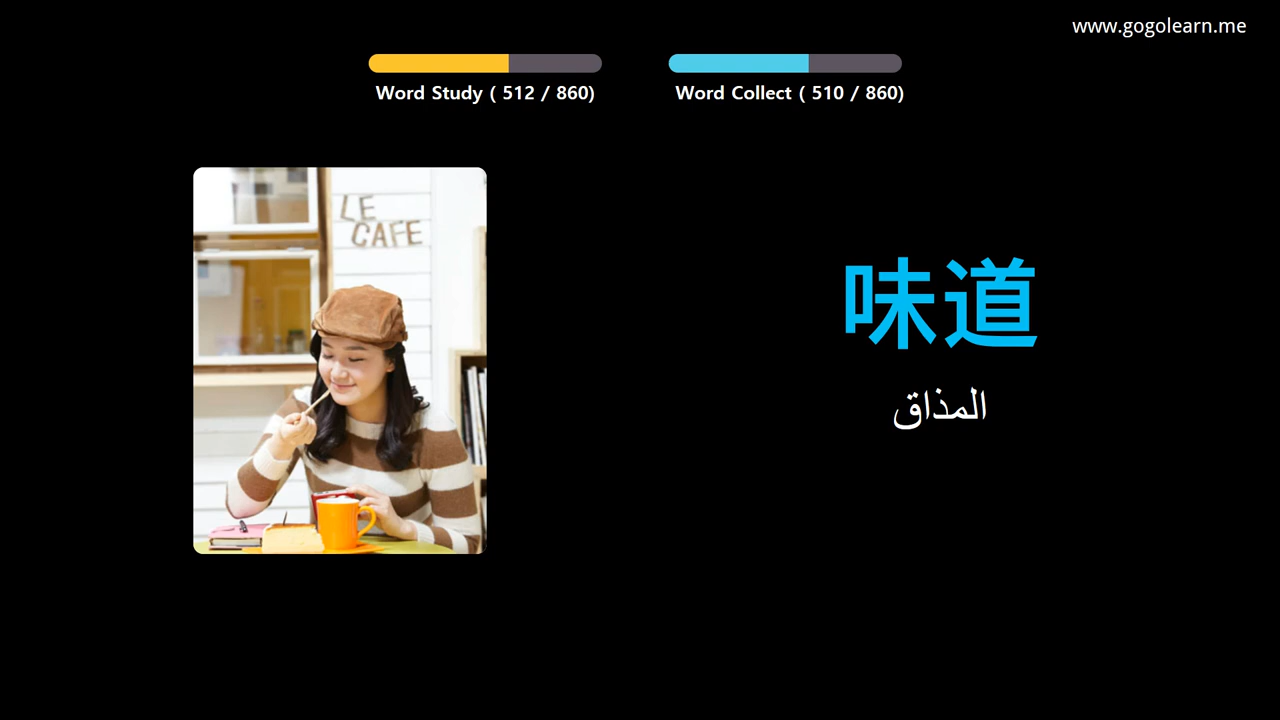 www.gogolearn.me
Word Study ( 512 / 860)
Word Collect ( 510 / 860)
LE
CAFE
味道
المذاق